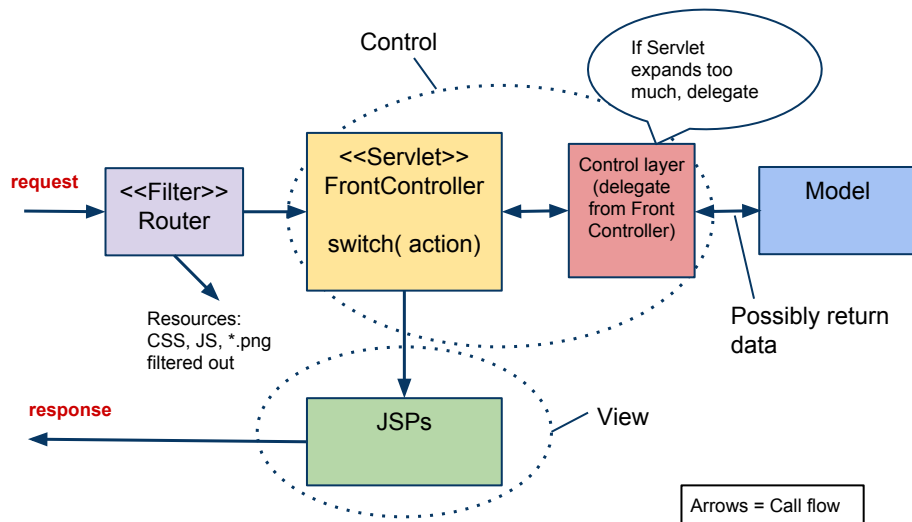 Control
If Servlet
expands too
much, delegate
request
<<Filter>>
Router
<<Servlet>>
FrontController
switch( action)
Control layer
(delegate
from Front
Controller)
Model
Resources:
CSS, JS, *.png
filtered out
Possibly return
data
response
JSPs
View
Arrows = Call flow